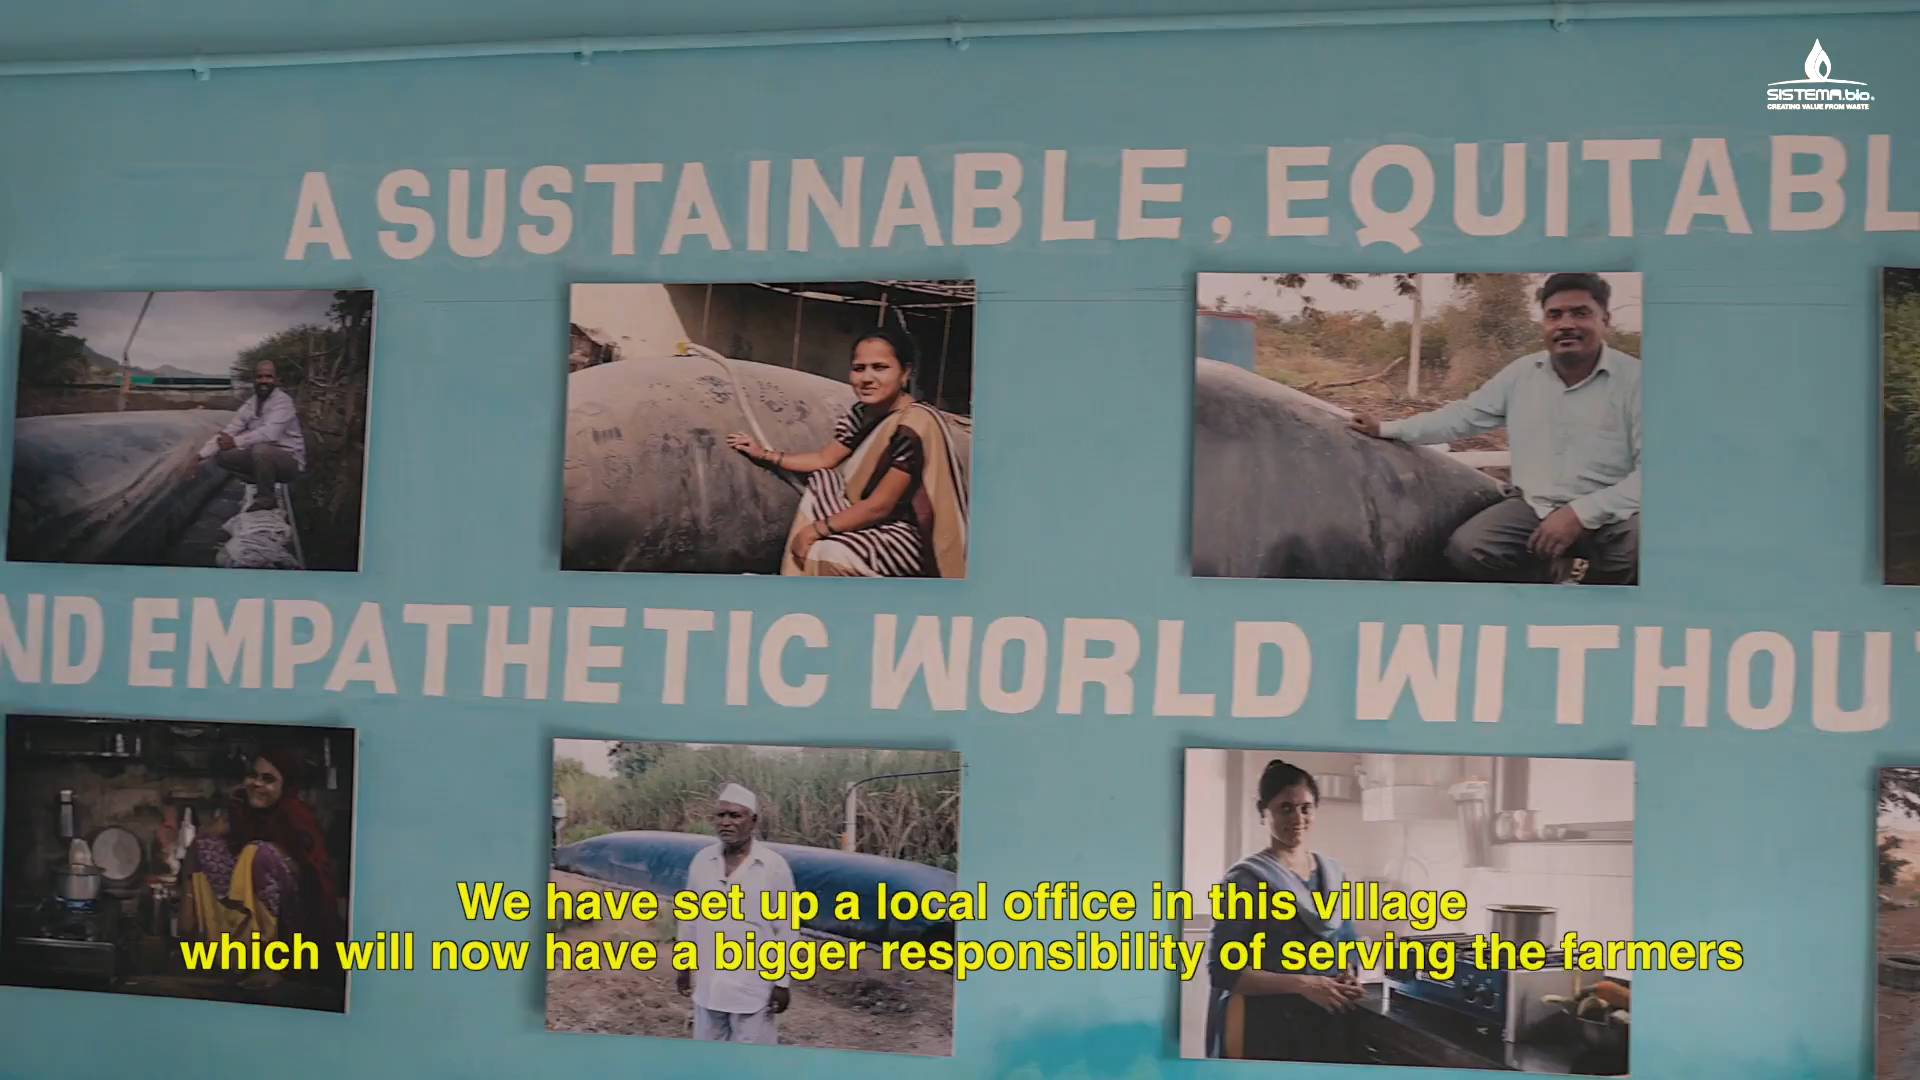 SISTEMA.bio
CREATING VALUE FROM WASTE
A SUSTAINABLE, EQUITABL
ND EMPATHETIC WORLD WITHOUT
We have set up a local office in this village
which will now have a bigger responsibility of serving the farmers